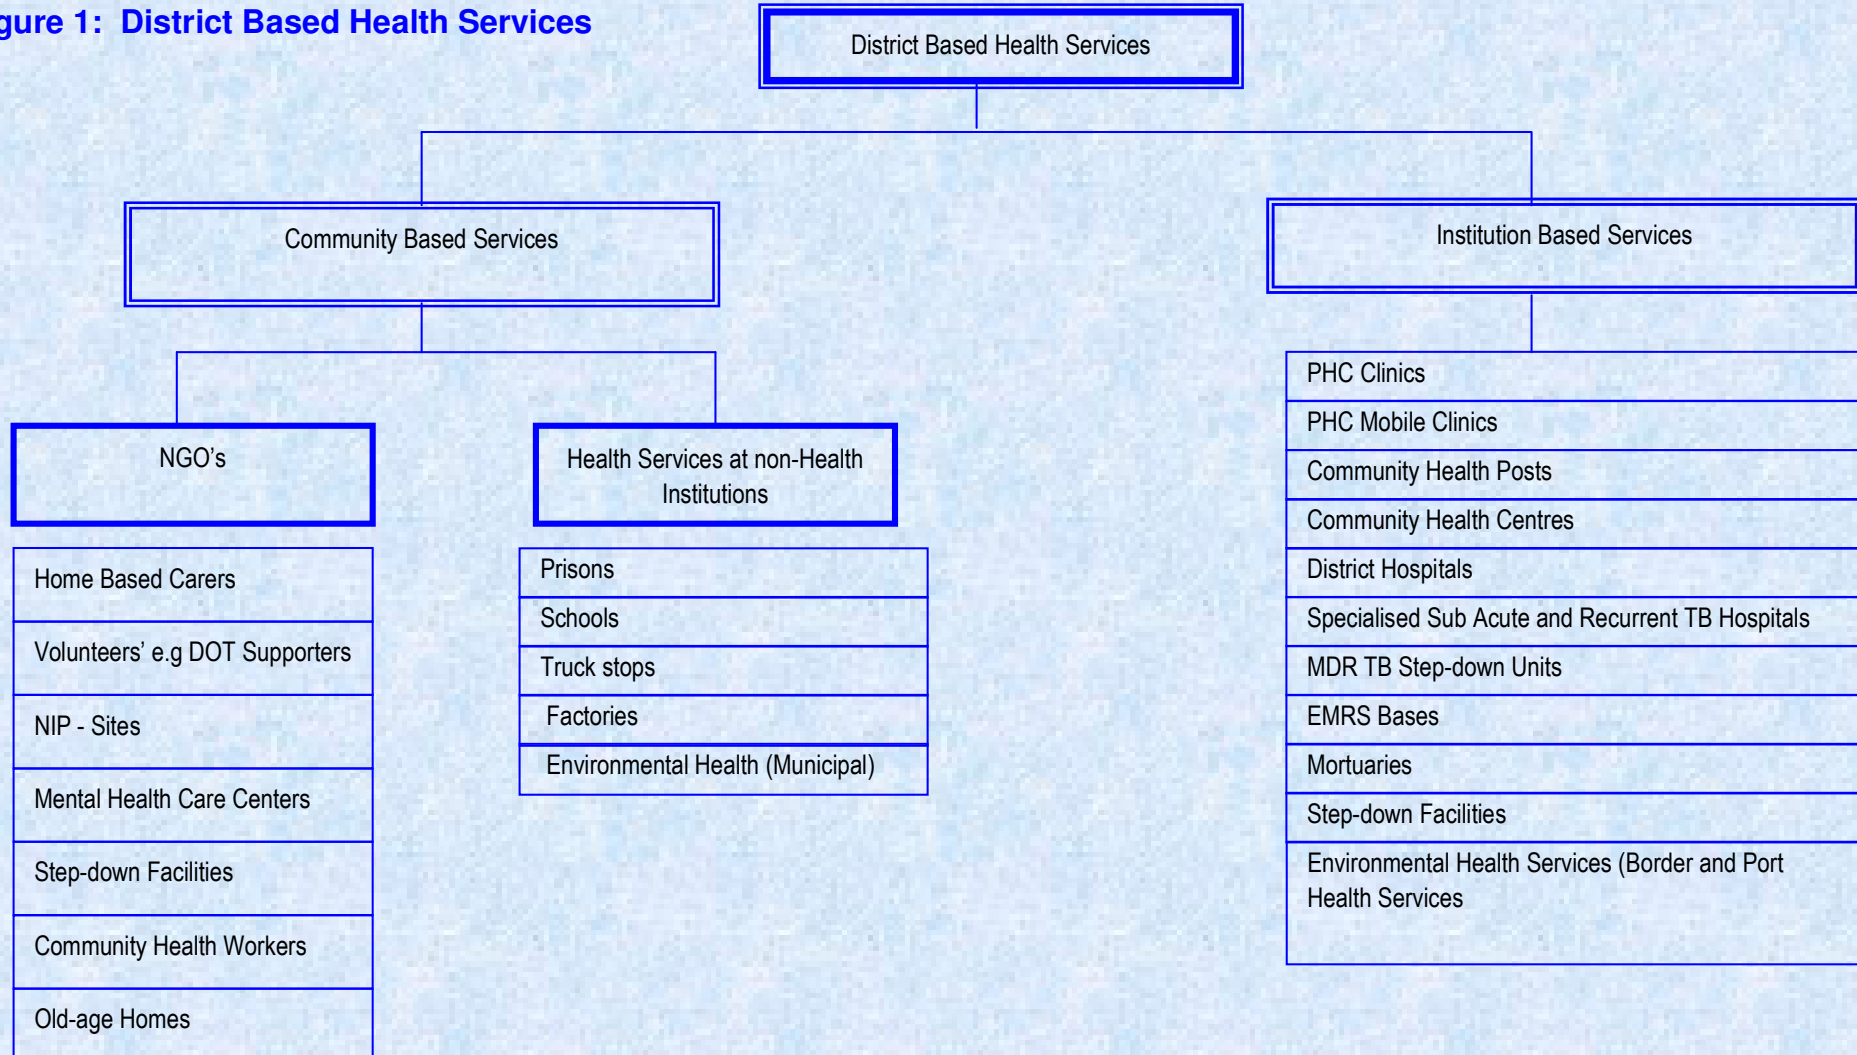 gure 1: District Based Health Services
District Based Health Services
Community Based Services
Institution Based Services
NGO's
Health Services at non-Health
Institutions
Home Based Carers
Volunteers' e.g DOT Supporters
NIP - Sites
Mental Health Care Centers
Step-down Facilities
Community Health Workers
Old-age Homes
Prisons
Schools
Truck stops
Factories
Environmental Health (Municipal)
PHC Clinics
PHC Mobile Clinics
Community Health Posts
Community Health Centres
District Hospitals
Specialised Sub Acute and Recurrent TB Hospitals
MDR TB Step-down Units
EMRS Bases
Mortuaries
Step-down Facilities
Environmental Health Services (Border and Port
Health Services